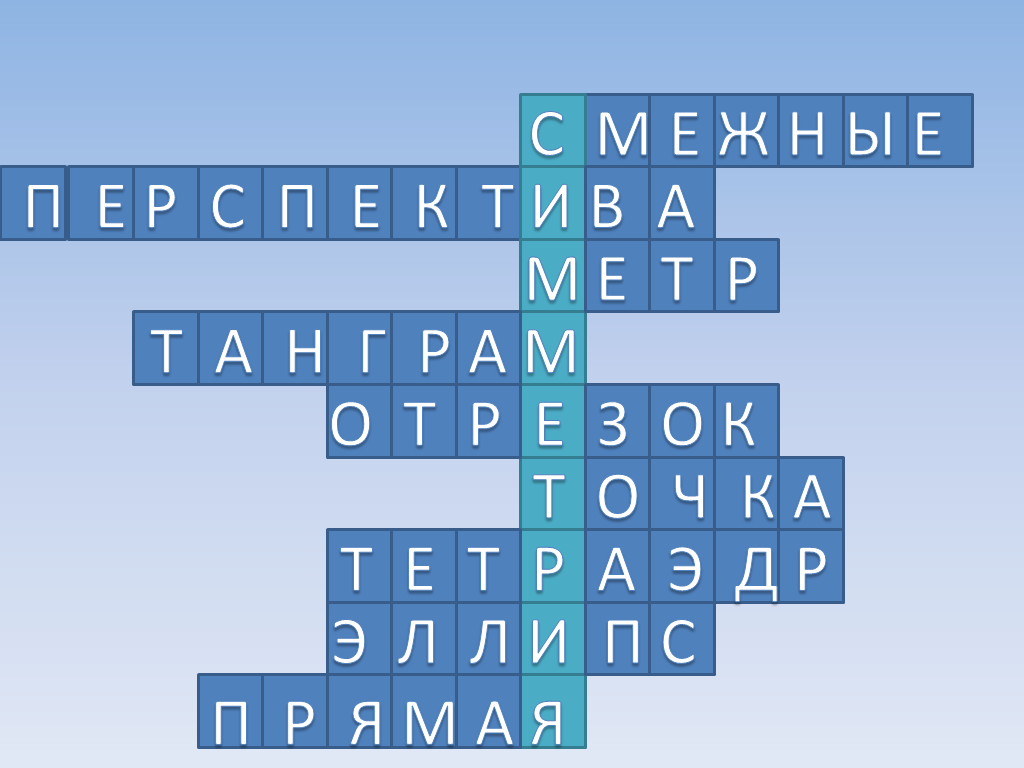 СМЕЖНЫЕ
ПЕРСПЕКТИВА
МЕТР
ТАНГРАМ
ОТРЕЗОК
ТОЧКА
ТЕТРАЭДР
ЭЛЛИПС
ПРЯМАЯ